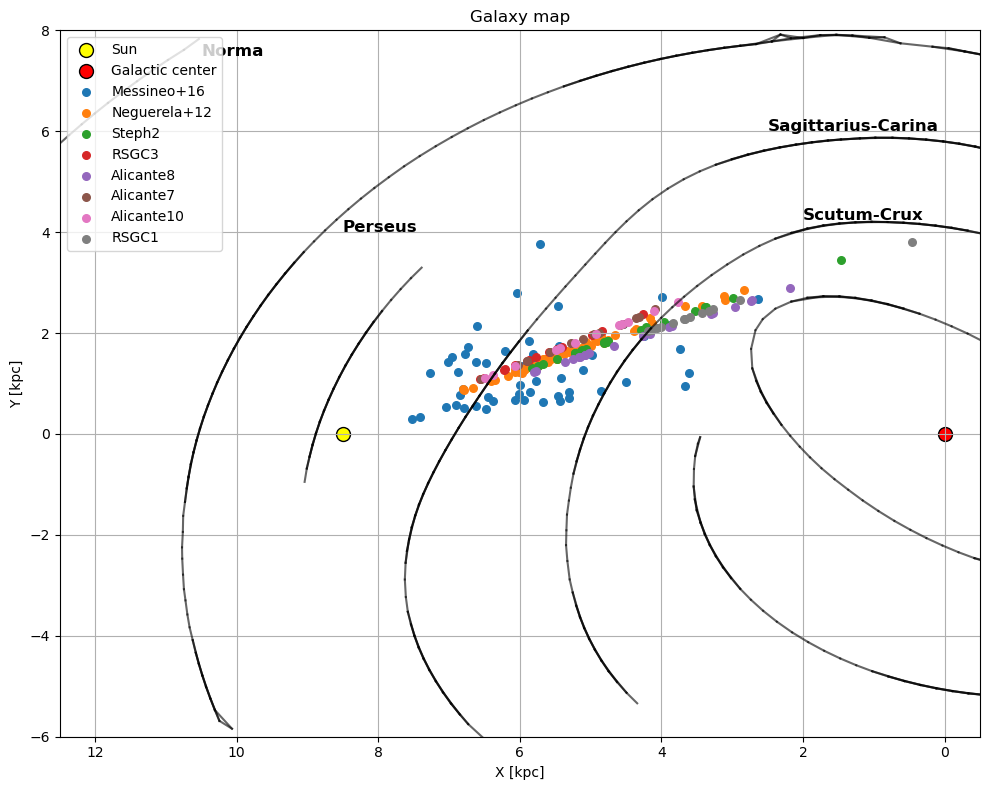 Galaxy map
Norma
Sun
Galactic center
Messineo+16
Neguerela+12
Steph2
RSGC3
Alicante8
Alicante7
Alicante10
RSGC1
Sagittarius-Carina
Scutum-Crux
Perseus
Y [kpc]
8
6
4
2
0
−2
−4
−6
12
10
8
6
4
2
0
X [kpc]